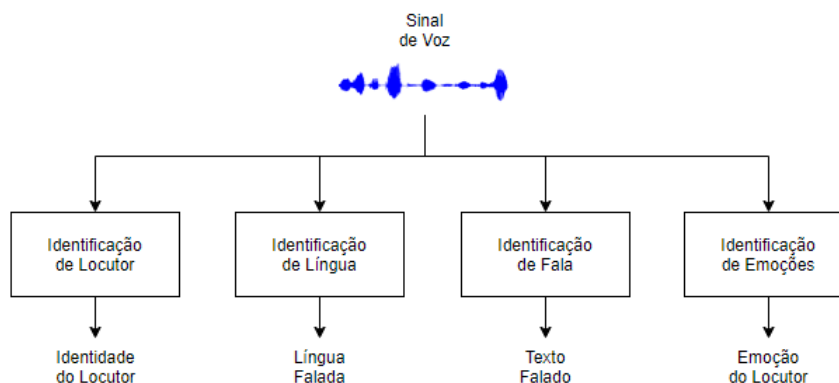 Sinal
de Voz
Identificação
de Locutor
Identificação
de Língua
Identificação
de Fala
Identificação
de Emoções
Identidade
do Locutor
Língua
Falada
Texto
Falado
Emoção
do Locutor